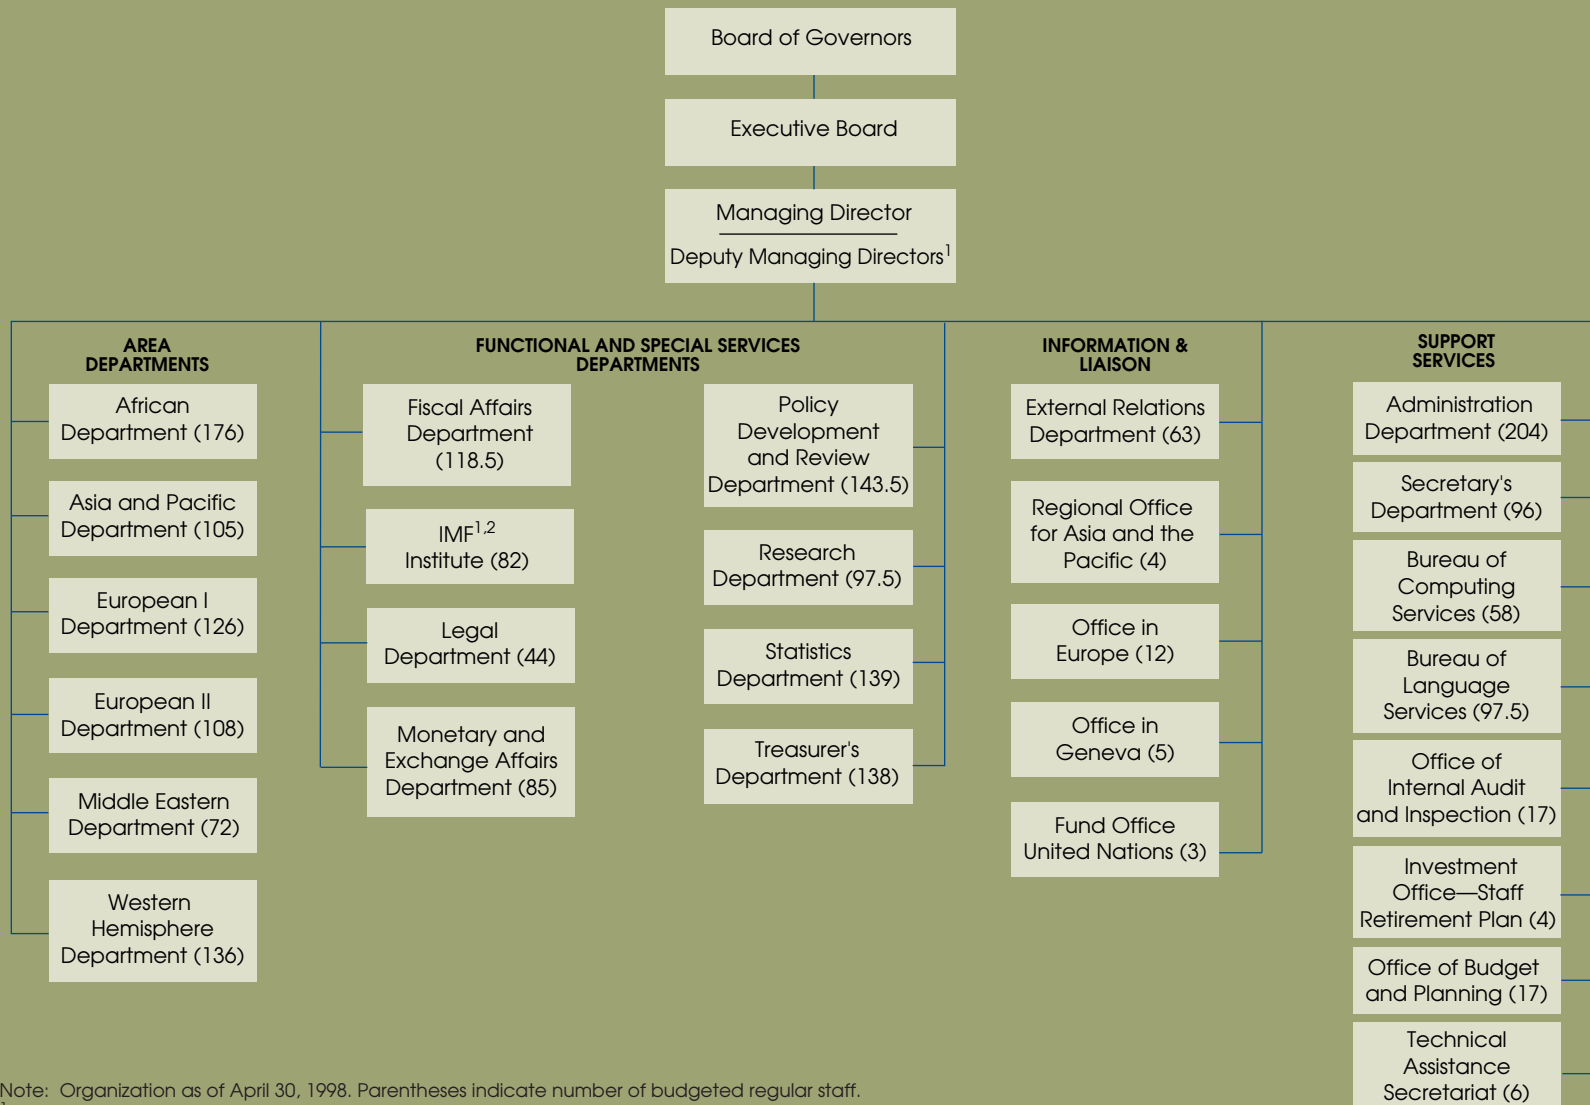 Board of Governors
Executive Board
Managing Director
Deputy Managing Directors1
AREA
DEPARTMENTS
African
Department (176)
Asia and Pacific
Department (105)
European I
Department (126)
European II
Department (108)
Middle Eastern
Department (72)
Western
Hemisphere
Department (136)
FUNCTIONAL AND SPECIAL SERVICES
DEPARTMENTS
Fiscal Affairs
Department
(118.5)
IMF1,2
Institute (82)
Legal
Department (44)
Monetary and
Exchange Affairs
Department (85)
Policy
Development
and Review
Department (143.5)
Research
Department (97.5)
Statistics
Department (139)
Treasurer's
Department (138)
INFORMATION &
LIAISON
External Relations
Department (63)
Regional Office
for Asia and the
Pacific (4)
Office in
Europe (12)
Office in
Geneva (5)
Fund Office
United Nations (3)
SUPPORT
SERVICES
Administration
Department (204)
Secretary's
Department (96)
Bureau of
Computing
Services (58)
Bureau of
Language
Services (97.5)
Office of
Internal Audit
and Inspection (17)
Investment
Office—Staff
Retirement Plan (4)
Office of Budget
and Planning (17)
Technical
Assistance
Secretariat (6)
Note: Organization as of April 30, 1998. Parentheses indicate number of budgeted regular staff.